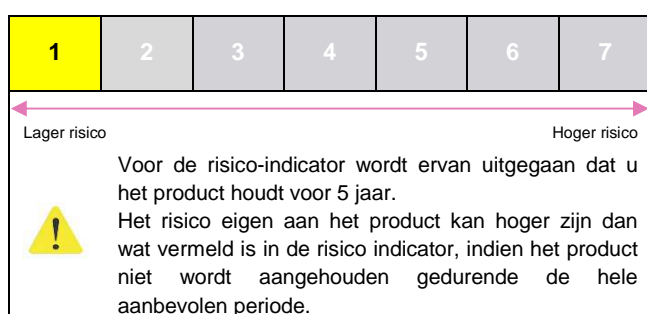 1 2 3 4 5 6 7
Lager risico Hoger risico
Voor de risico-indicator wordt ervan uitgegaan dat u
het product houdt voor 5 jaar.
Het risico eigen aan het product kan hoger zijn dan
wat vermeld is in de risico indicator, indien het product
niet wordt aangehouden gedurende de hele
aanbevolen periode.